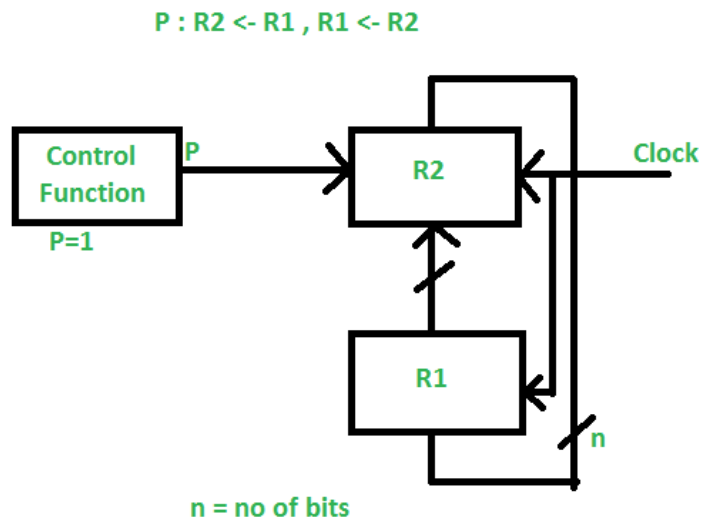 P : R2 <- R1 , R1 <- R2
Control
Function
P
R2
Clock
P=1
R1
n
n = no of bits